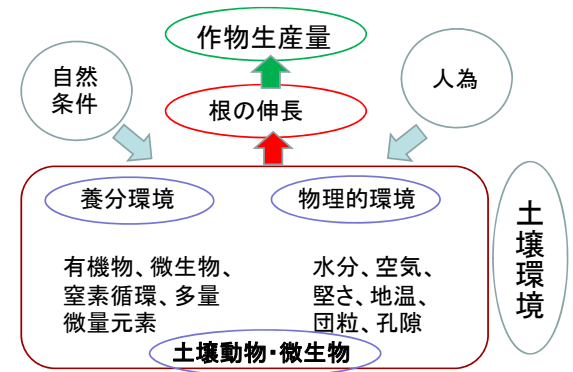 作物生産量
自然
条件
人為
根の伸長
養分環境
物理的環境
有機物、微生物、
窒素循環、多量
微量元素
水分、空気、
堅さ、地温、
団粒、孔隙
土壌動物・微生物
土壌環境